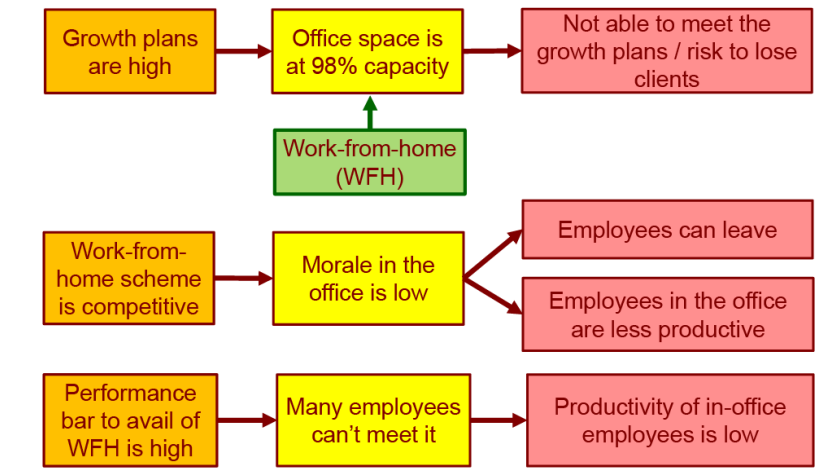 Growth plans
are high
Office space is
at 98% capacity
Not able to meet the
growth plans / risk to lose
clients
Work-from-home
(WFH)
Work-from-
home scheme
is competitive
Morale in the
office is low
Employees can leave
Employees in the office
are less productive
Performance
bar to avail of
WFH is high
Many employees
can't meet it
Productivity of in-office
employees is low